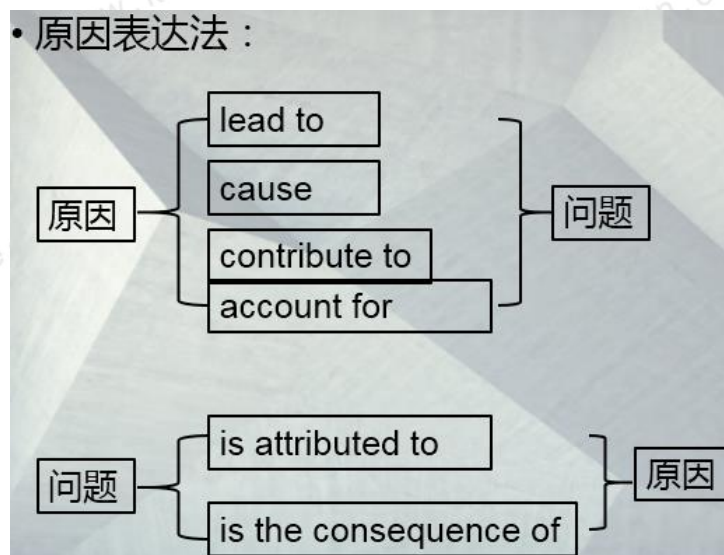 • 原因表达法：
lead to
cause
原因
问题
contribute to
account for
is attributed to
问题
原因
is the consequence of